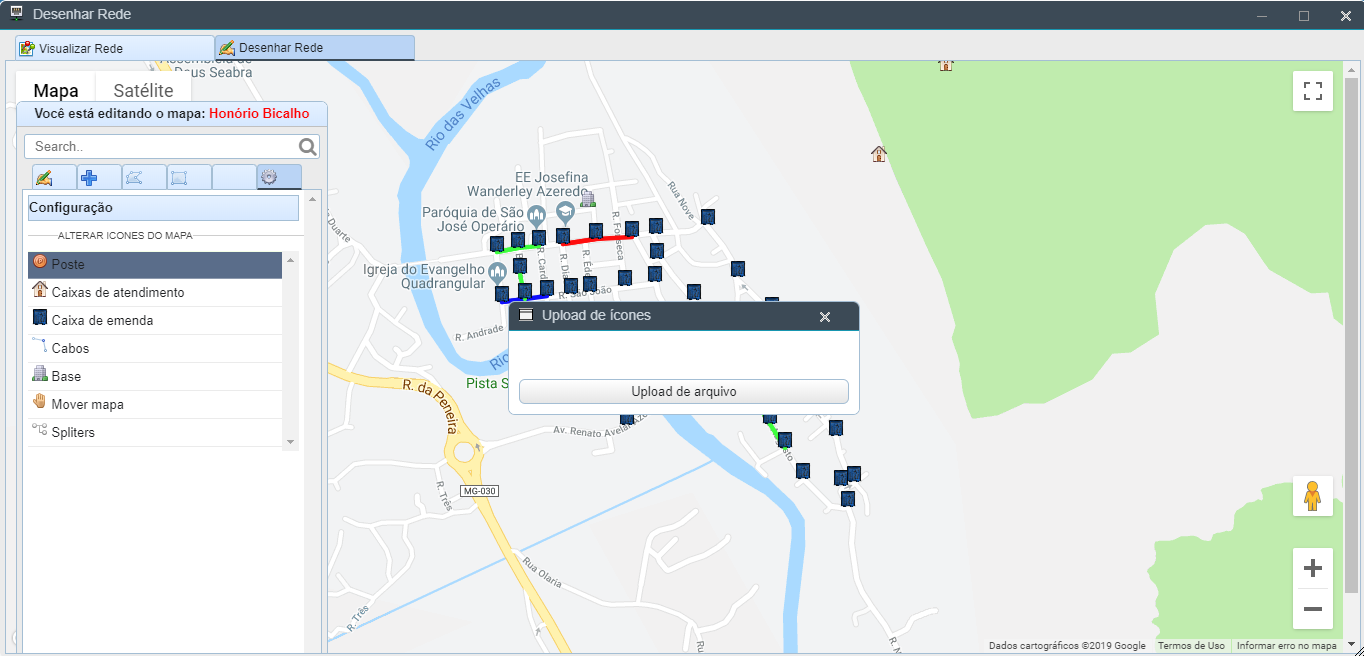 Desenhar Rede
Visualizar Rede
Desenhar Rede
Mapa
Satélite
Você está editando o mapa: Honório Bicalho
Search..
Configuração
ALTERAR ICONES DO MAPA
Poste
Caixas de atendimento
Caixa de emenda
Cabos
Base
Mover mapa
Spliters
Deus Seabra
Rio das Velhas
EE Josefina
Wanderley Azeredo
Rua Nove
Paróquia de São
José Operário
R. Fonseca
Igreja do Evangelho
Quadrangular
R. São João
R. Andrade
Rio
Pista S
R. da Peneira
Upload de ícones
Upload de arquivo
Av. Renato Avelar Aze
MG-030
R. Três
Rua Olaria
R. Três
Dados cartográficos ©2019 Google
Termos de Uso
Informar erro no mapa